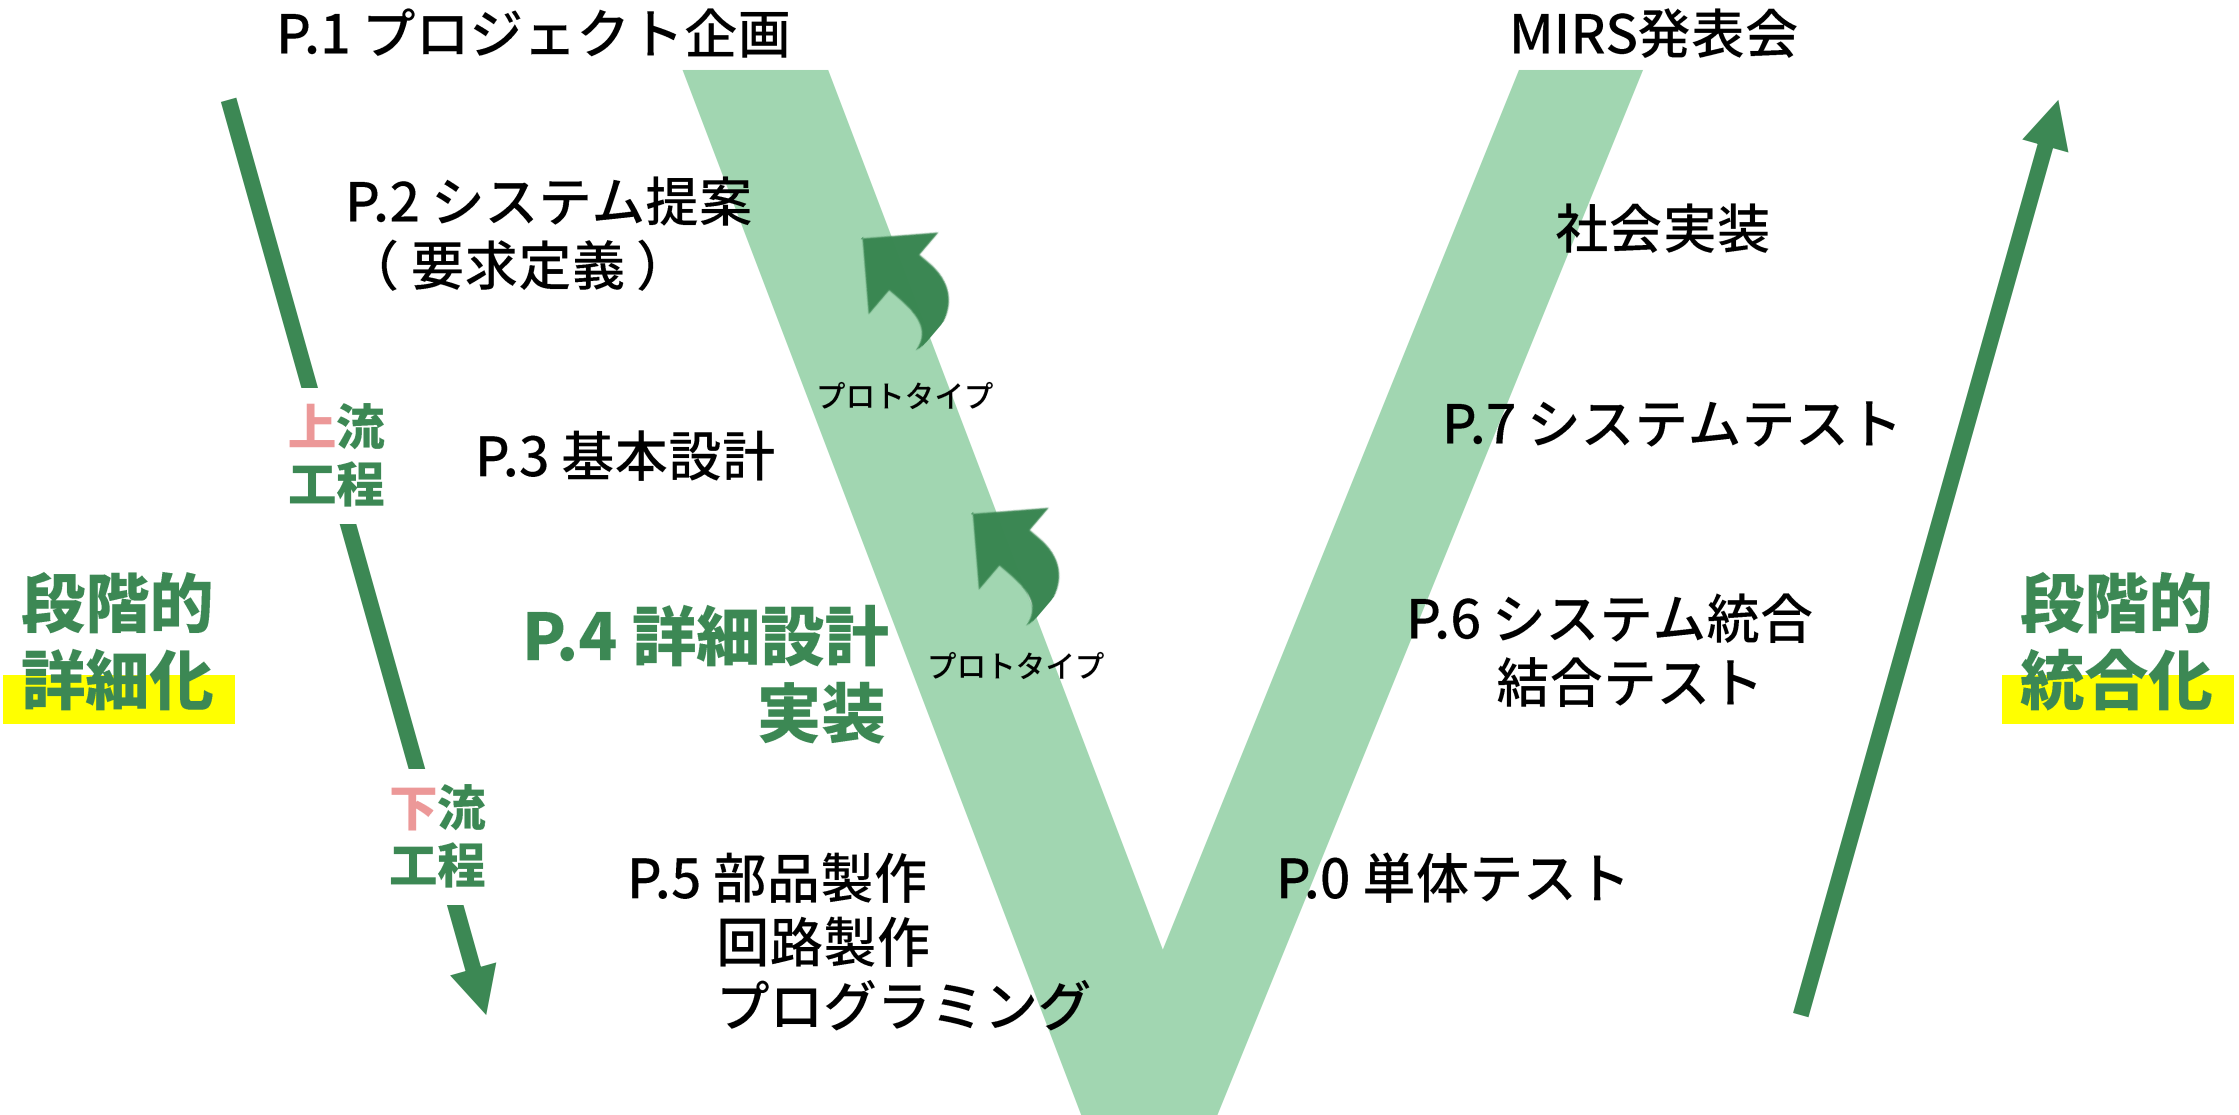 P.1 プロジェクト企画
MIRS発表会
P.2 システム提案
（ 要求定義 ）
社会実装
プロトタイプ
上流
工程
P.3 基本設計
P.7 システムテスト
段階的
詳細化
P.4 詳細設計
実装
プロトタイプ
P.6 システム統合
結合テスト
段階的
統合化
下流
工程
P.5 部品製作
回路製作
プログラミング
P.0 単体テスト